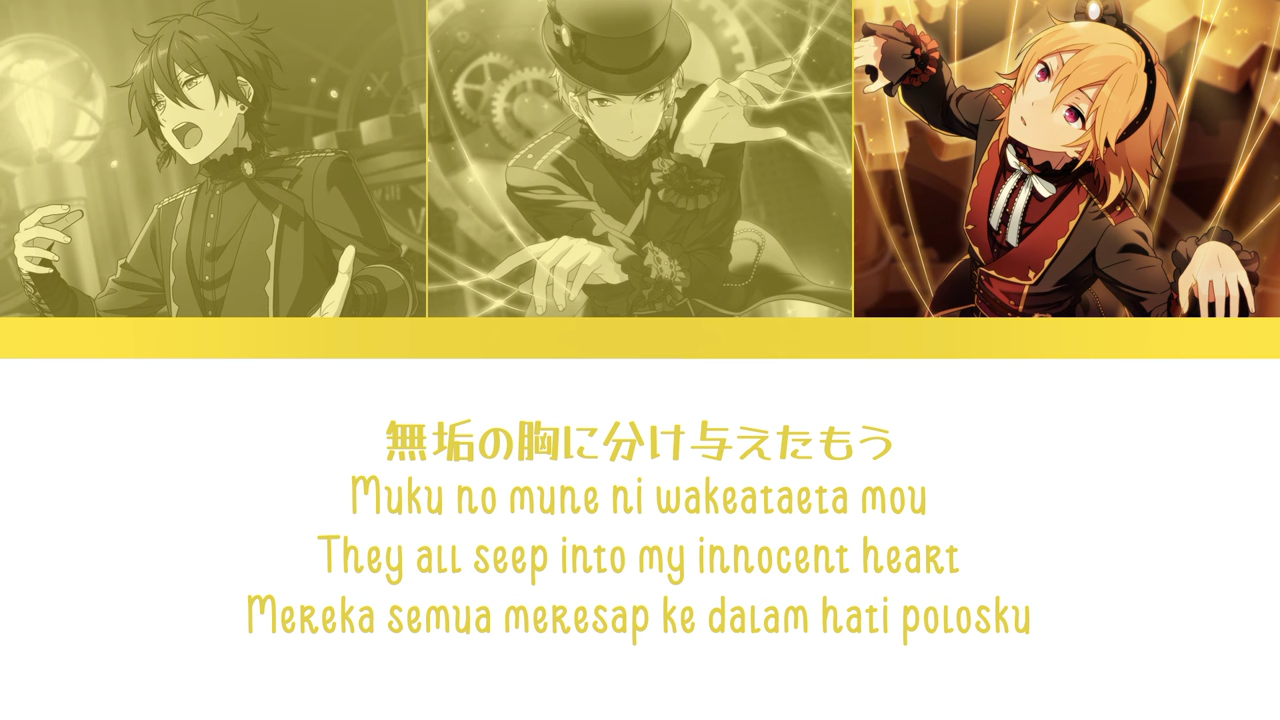 無垢の胸に分け与えたもう
Muku no mune ni wakeataeta mou
They all seep into my innocent heart
Mereka semua meresap ke dalam hati polosku